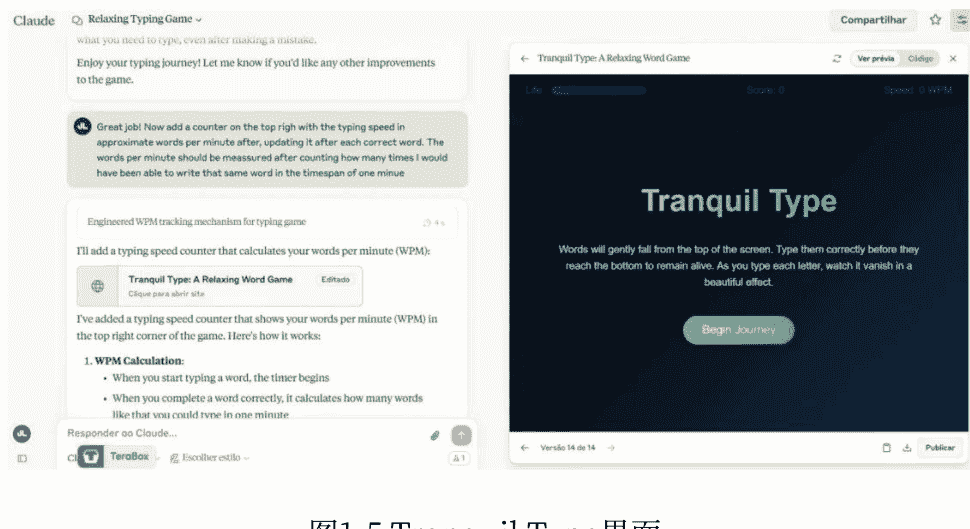 Claude
Relaxing Typing Game
Compartilhar
what you need to type, even after making a mistake.
Enjoy your typing journey! Let me know if you'd like any other improvements
to the game.
Great job! Now add a counter on the top righ with the typing speed in
approximate words per minute after, updating it after each correct word. The
words per minute should be meassured after counting how many times I would
have been able to write that same word in the timespan of one minue
Engineered WPM tracking mechanism for typing game
I'll add a typing speed counter that calculates your words per minute (WPM):
Tranquil Type: A Relaxing Word Game
Editado
Clique para abrir site
I've added a typing speed counter that shows your words per minute (WPM) in
the top right corner of the game. Here's how it works:
1. WPM Calculation:
• When you start typing a word, the timer begins
• When you complete a word correctly, it calculates how many words
like that you could type in one minute
Responder ao Claude...
TeraBox
Escolher estilo
1
Tranquil Type: A Relaxing Word Game
Ver prévia
Código
Life
Score: 0
Speed: 0 WPM
Tranquil Type
Words will gently fall from the top of the screen. Type them correctly before they
reach the bottom to remain alive. As you type each letter, watch it vanish in a
beautiful effect.
Begin Journey
Versão 14 de 14
Publicar